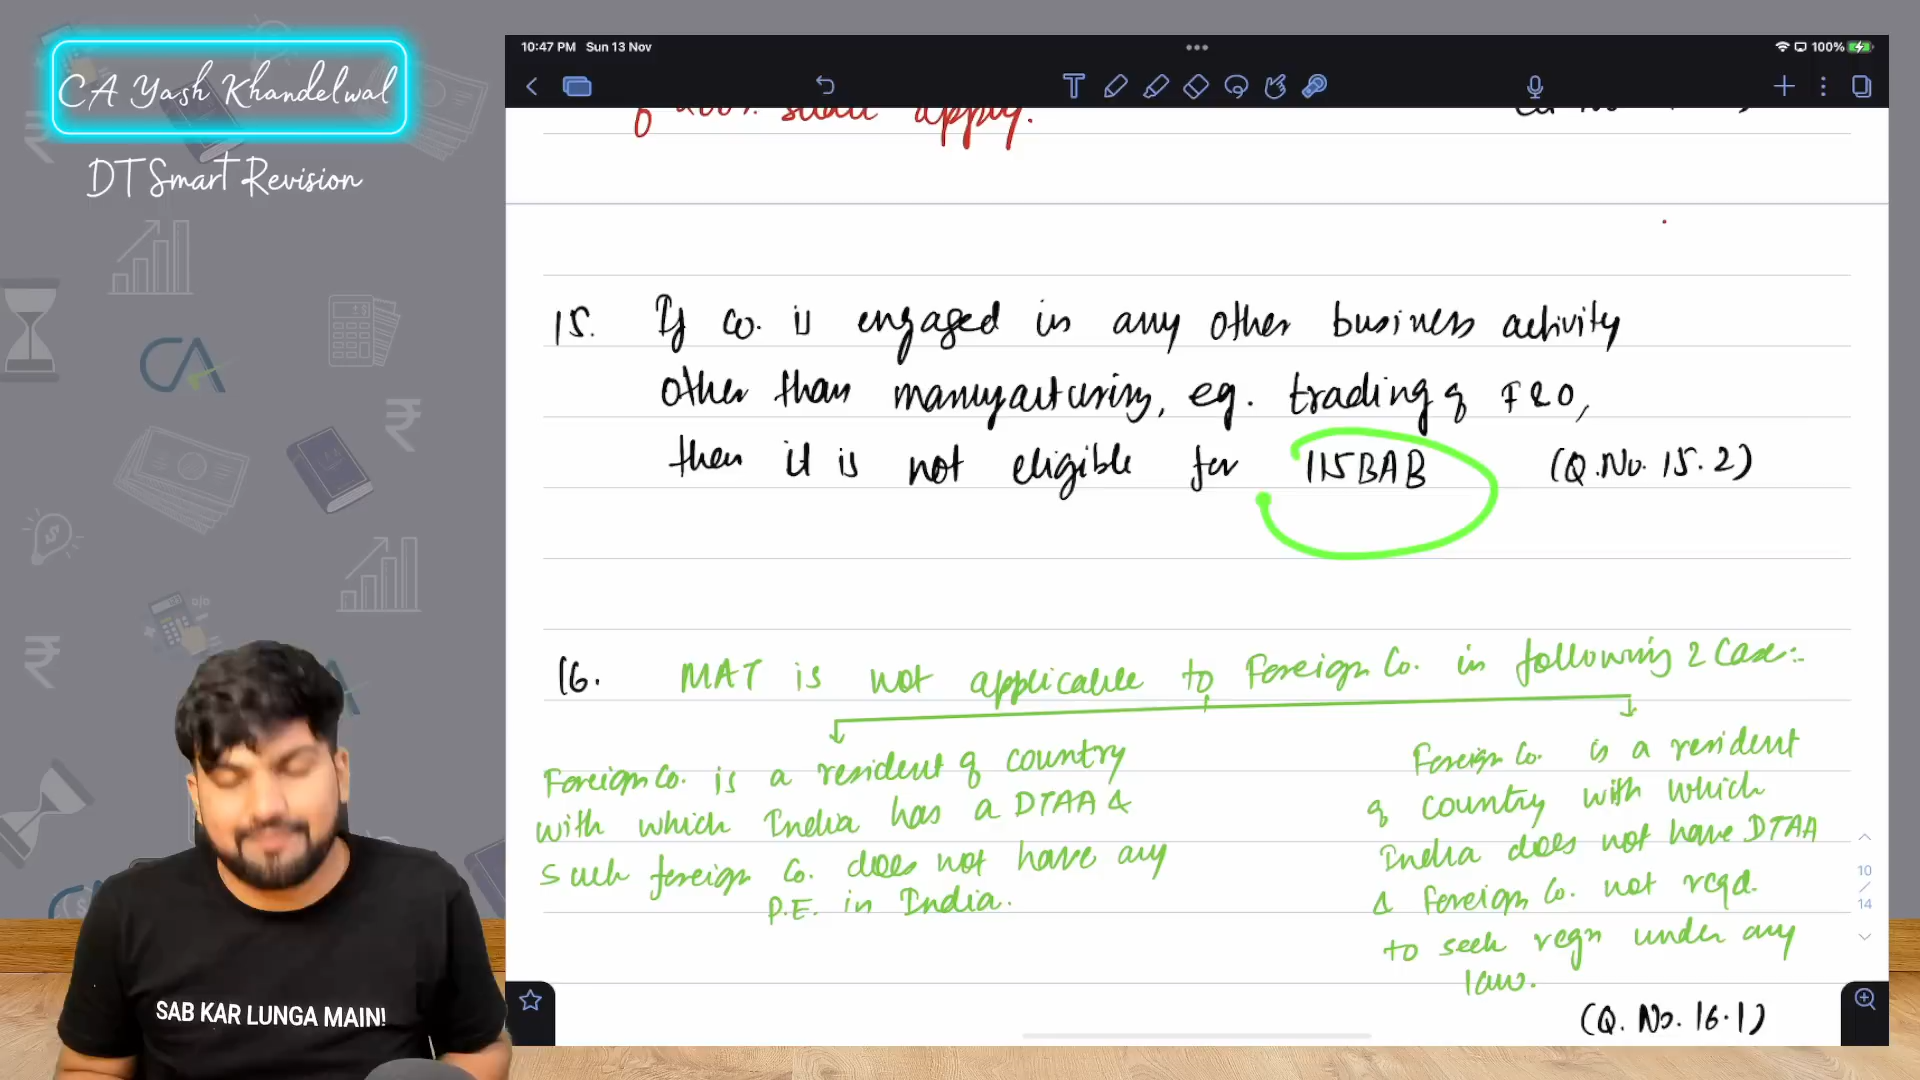 CA Yash Khandelwal
DT Smart Revision
10:47 PM Sun 13 Nov
100%
shall apply.
15. If Co. is engaged in any other business activity
other than manufacturing, eg. trading of F&O,
then it is not eligible for 115BAB (Q.No. 15.2)
16. MAT is not applicable to Foreign Co. in following 2 Case:-
Foreign Co. is a resident of country
with which India has a DTAA &
Such foreign Co. does not have any
P.E. in India.
Foreign Co. is a resident
of country with which
India does not have DTAA
& Foreign Co. not reqd.
to seek regn under any
law.
(Q. No. 16.1)
10
/
14
SAB KAR LUNGA MAIN!
CA